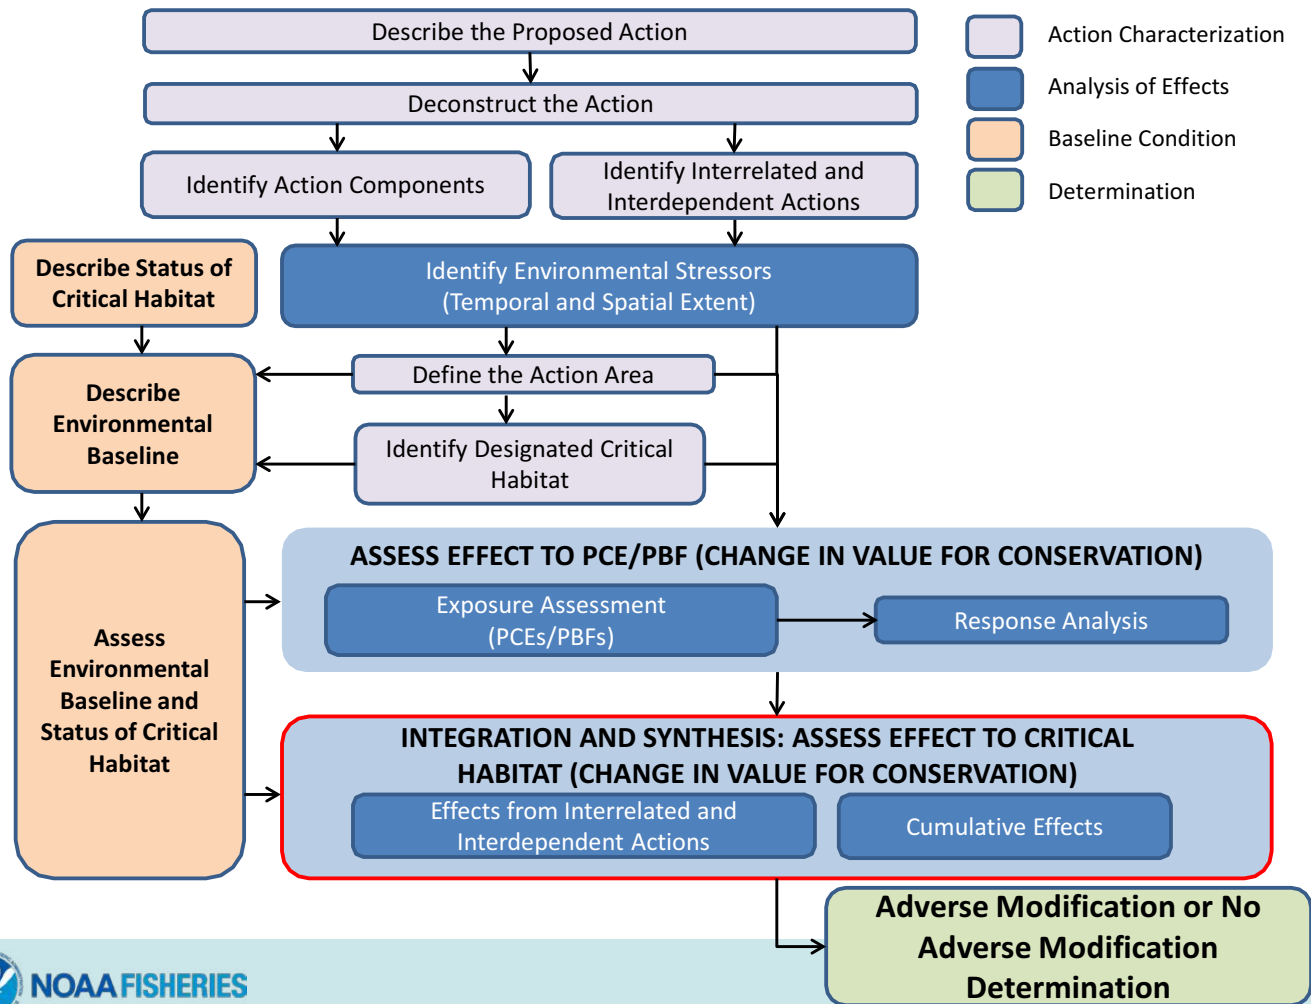 Describe the Proposed Action
Deconstruct the Action
Identify Action Components
Identify Interrelated and
Interdependent Actions
Action Characterization
Analysis of Effects
Baseline Condition
Determination
Describe Status of
Critical Habitat
Identify Environmental Stressors
(Temporal and Spatial Extent)
Describe
Environmental
Baseline
Define the Action Area
Identify Designated Critical
Habitat
Assess
Environmental
Baseline and
Status of Critical
Habitat
ASSESS EFFECT TO PCE/PBF (CHANGE IN VALUE FOR CONSERVATION)
Exposure Assessment
(PCEs/PBFs)
Response Analysis
INTEGRATION AND SYNTHESIS: ASSESS EFFECT TO CRITICAL
HABITAT (CHANGE IN VALUE FOR CONSERVATION)
Effects from Interrelated and
Interdependent Actions
Cumulative Effects
Adverse Modification or No
Adverse Modification
Determination
NOAA FISHERIES